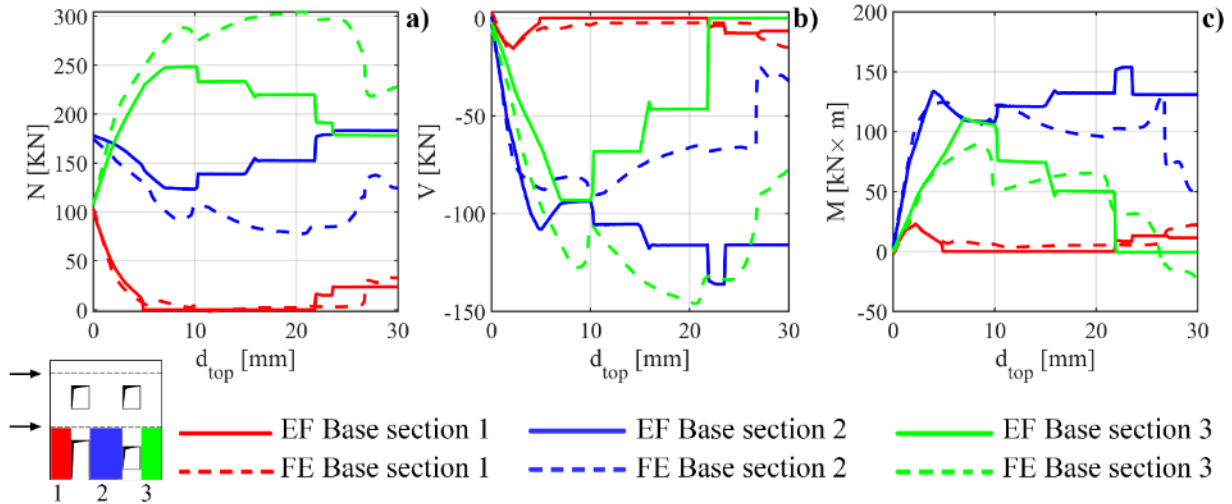 a)
300
250
200
150
100
50
0
N [KN]
0 10 20 30
d_top [mm]
b)
0
-50
-100
-150
V [KN]
0 10 20 30
d_top [mm]
c)
200
150
100
50
0
-50
M [kN× m]
0 10 20 30
d_top [mm]
1 2 3
EF Base section 1
FE Base section 1
EF Base section 2
FE Base section 2
EF Base section 3
FE Base section 3